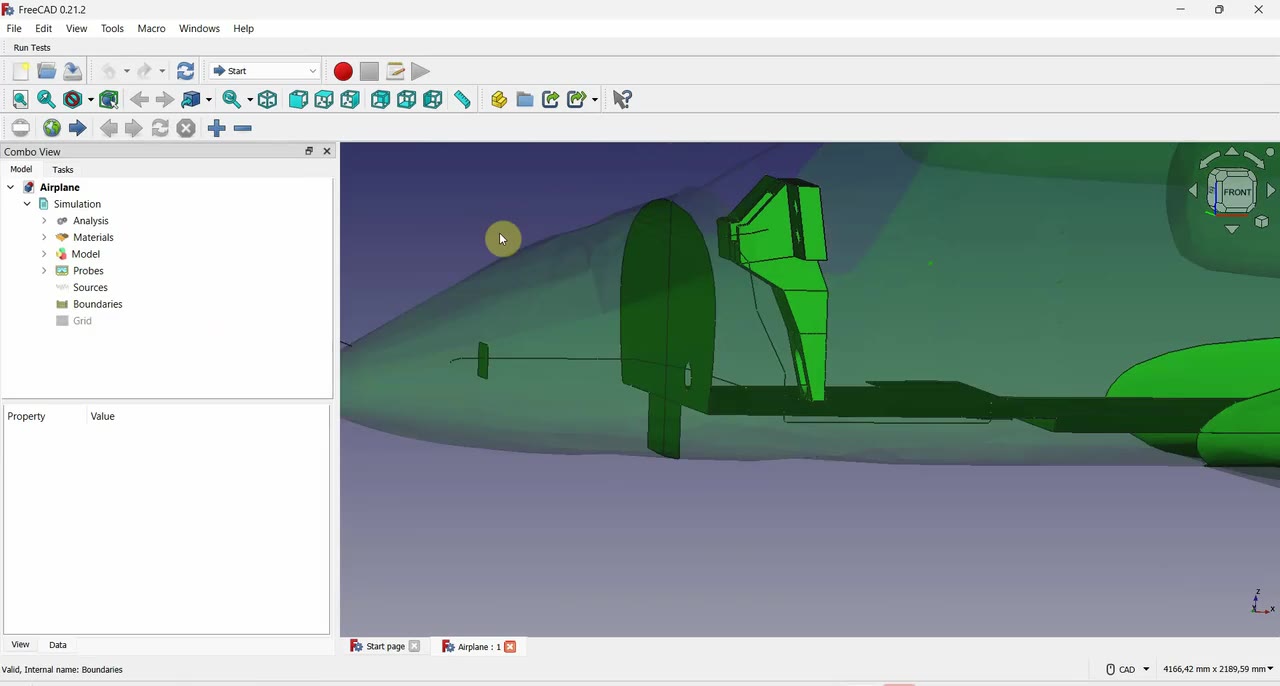 FreeCAD 0.21.2
File Edit View Tools Macro Windows Help
Run Tests
Start
Combo View
Model Tasks
Airplane
Simulation
Analysis
Materials
Model
Probes
Sources
Boundaries
Grid
Property Value
FRONT
Z
X
View Data
Start page
Airplane : 1
Valid, Internal name: Boundaries
CAD
4166,42 mm x 2189,59 mm